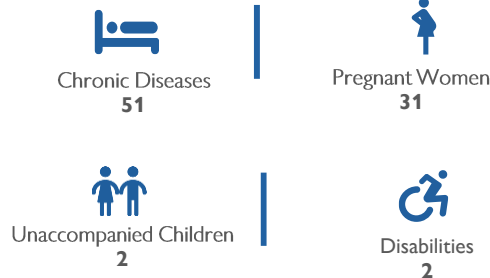 Chronic Diseases
51
Pregnant Women
31
Unaccompanied Children
2
Disabilities
2